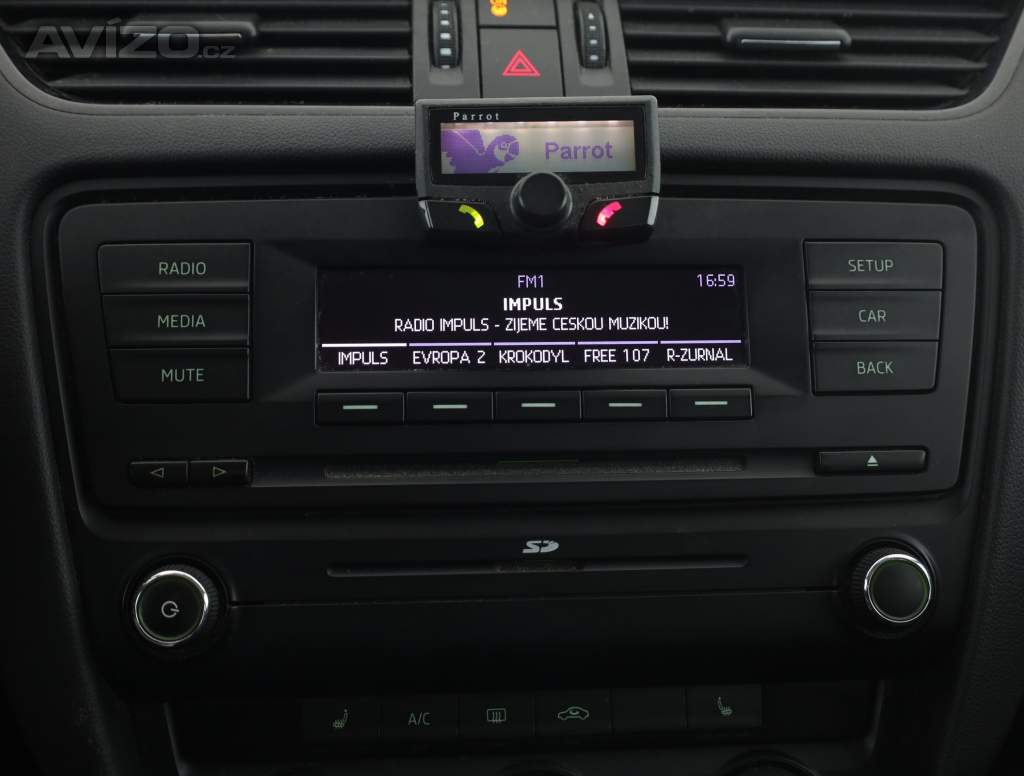 AVÍZO.cz
Parrot
Parrot
RADIO
MEDIA
MUTE
FM1 16:59
IMPULS
RADIO IMPULS - ZIJEME CESKOU MUZIKOU!
IMPULS EVROPA 2 KROKODYL FREE 107 R-ZURNAL
SETUP
CAR
BACK
SD
A/C